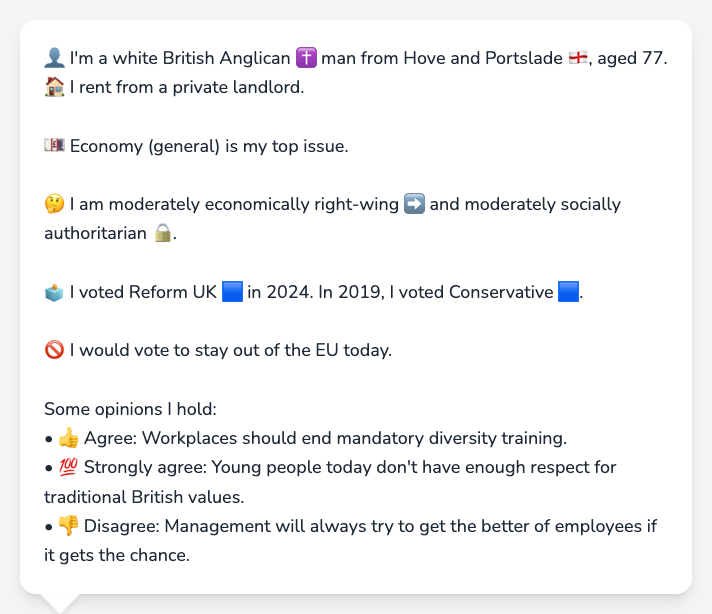 👤 I'm a white British Anglican ✝️ man from Hove and Portslade 🏴󠁧󠁢󠁥󠁮󠁧󠁿, aged 77.
🏠 I rent from a private landlord.
💷 Economy (general) is my top issue.
🤔 I am moderately economically right-wing ➡️ and moderately socially
authoritarian 🔒.
🗳️ I voted Reform UK 🟦 in 2024. In 2019, I voted Conservative 🟦.
🚫 I would vote to stay out of the EU today.
Some opinions I hold:
• 👍 Agree: Workplaces should end mandatory diversity training.
• 💯 Strongly agree: Young people today don't have enough respect for
traditional British values.
• 👎 Disagree: Management will always try to get the better of employees if
it gets the chance.